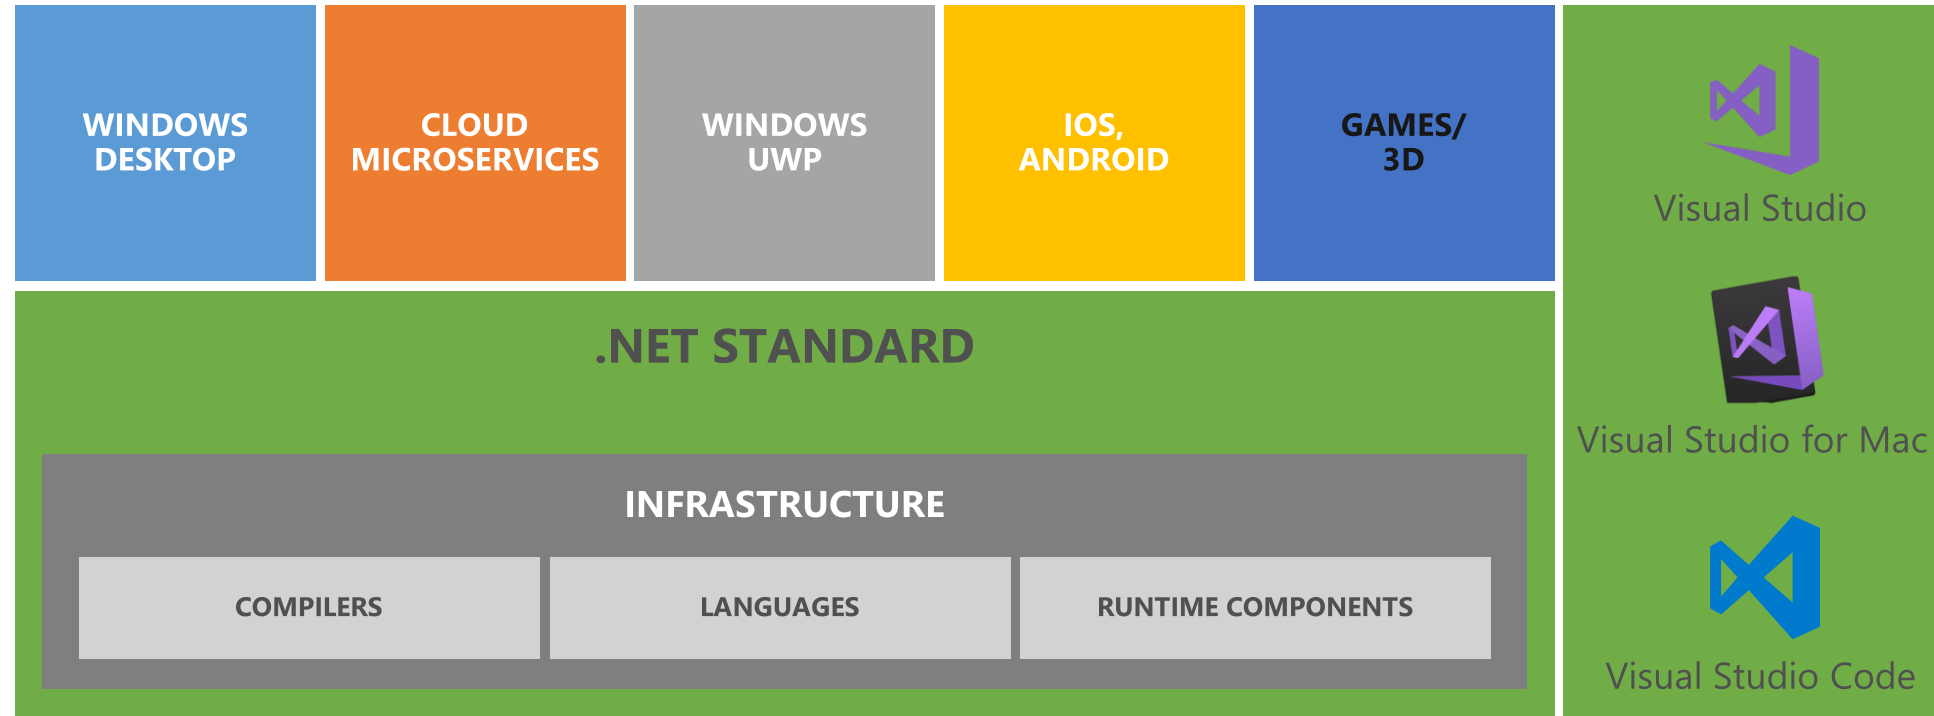 WINDOWS
DESKTOP
CLOUD
MICROSERVICES
WINDOWS
UWP
IOS,
ANDROID
GAMES/
3D
.NET STANDARD
INFRASTRUCTURE
COMPILERS
LANGUAGES
RUNTIME COMPONENTS
Visual Studio
Visual Studio for Mac
Visual Studio Code